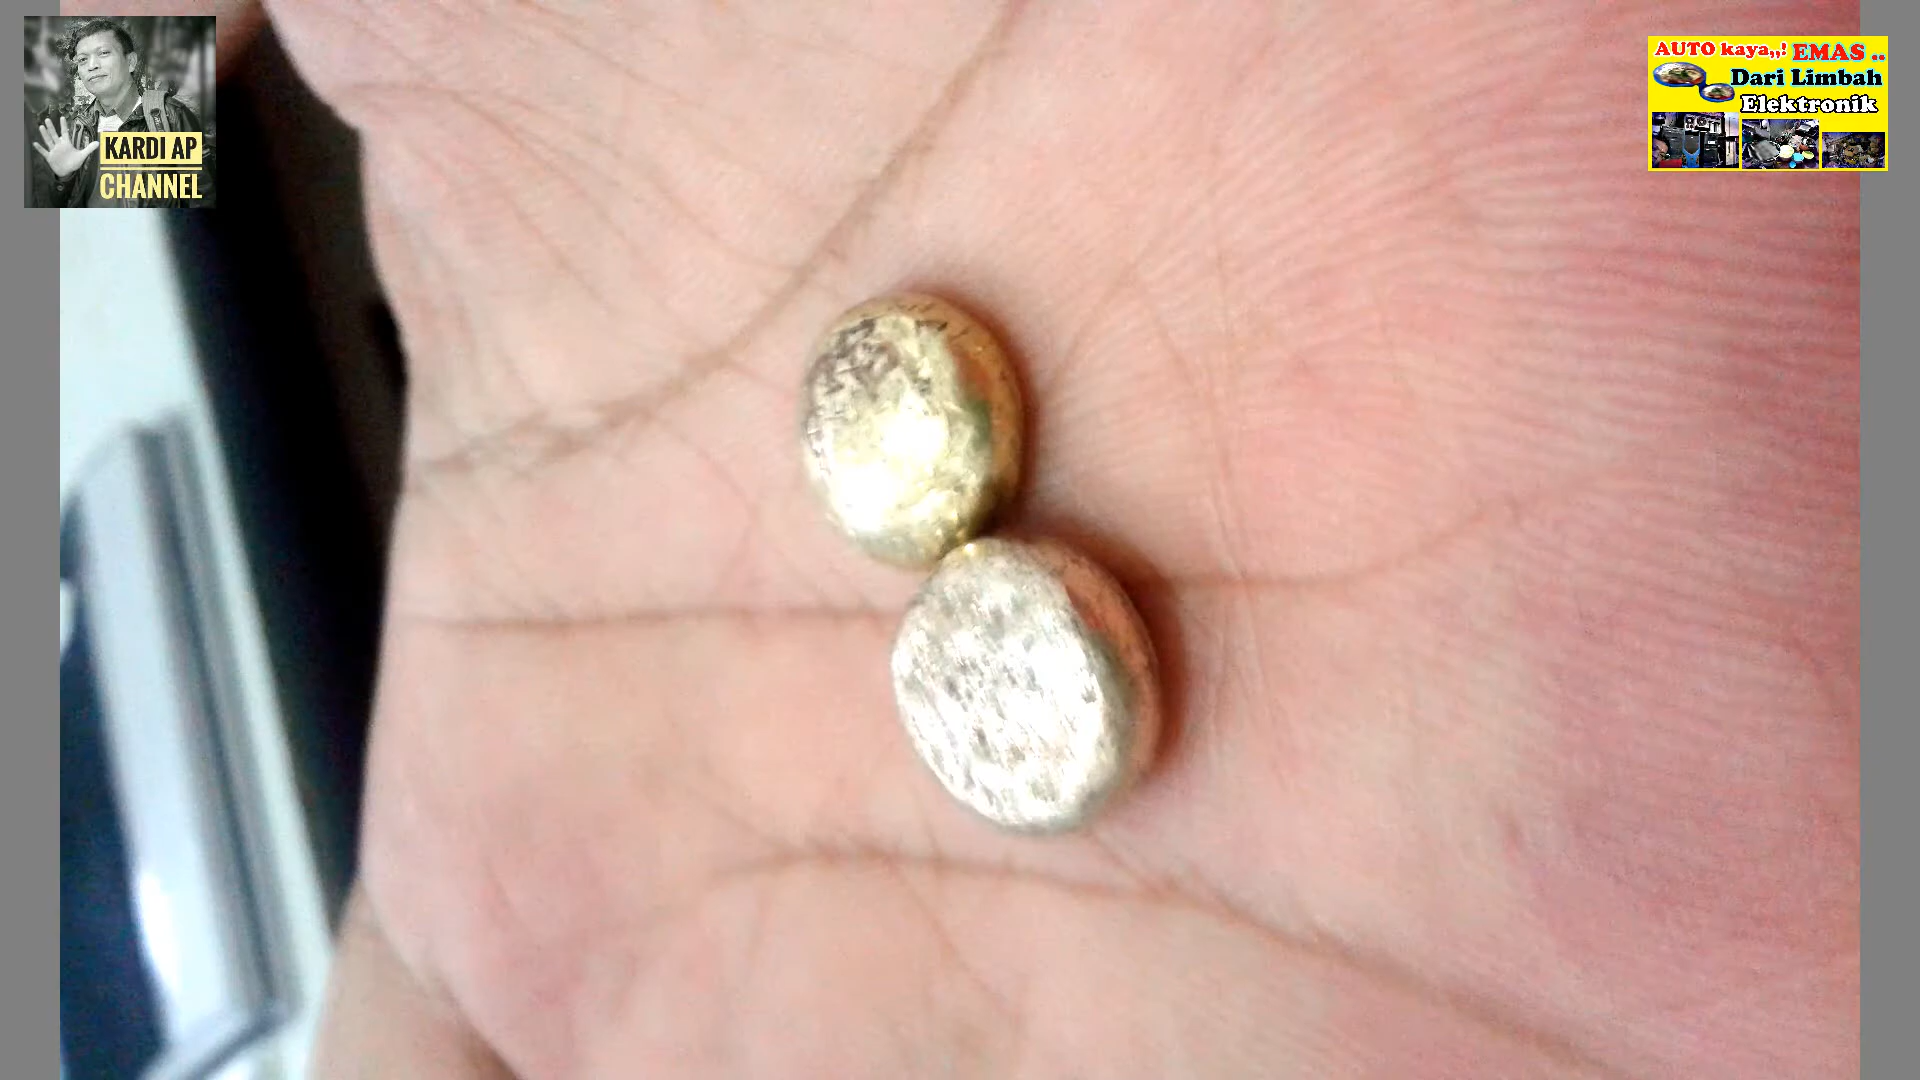 KARDI AP
CHANNEL
AUTO kaya,,! EMAS ..
Dari Limbah
Elektronik